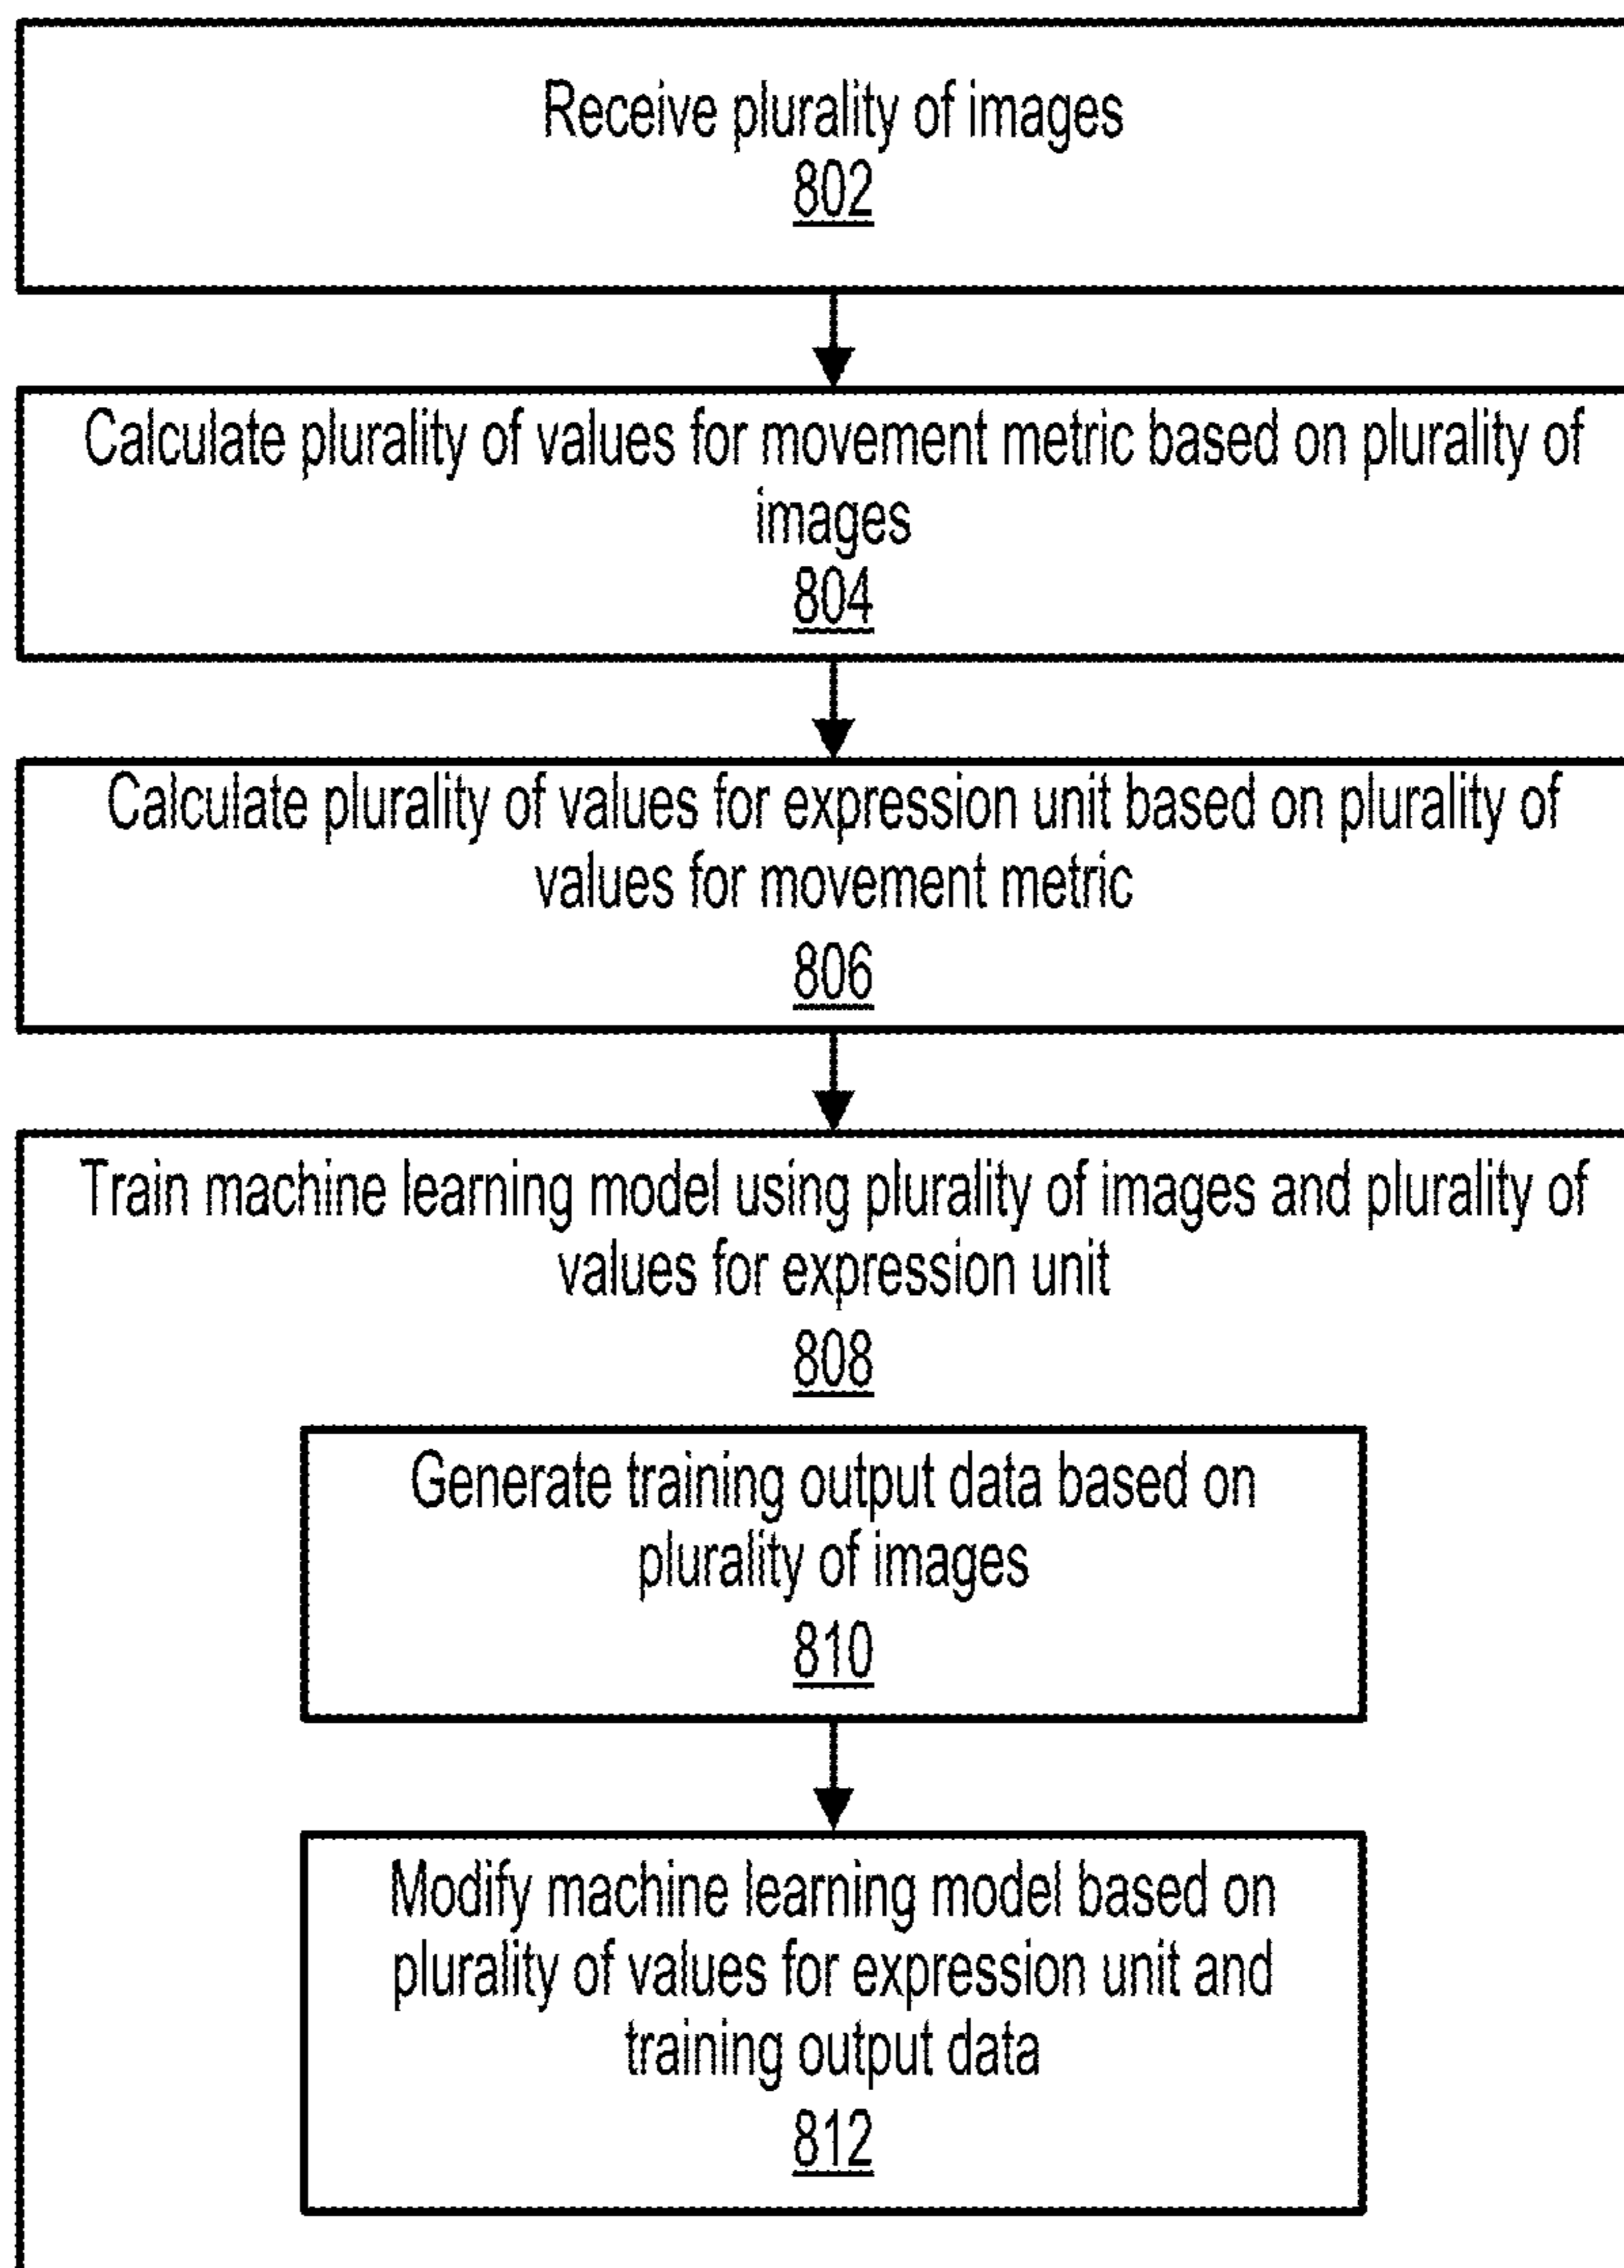 Receive plurality of images
802
Calculate plurality of values for movement metric based on plurality of
images
804
Calculate plurality of values for expression unit based on plurality of
values for movement metric
806
Train machine learning model using plurality of images and plurality of
values for expression unit
808
Generate training output data based on
plurality of images
810
Modify machine learning model based on
plurality of values for expression unit and
training output data
812